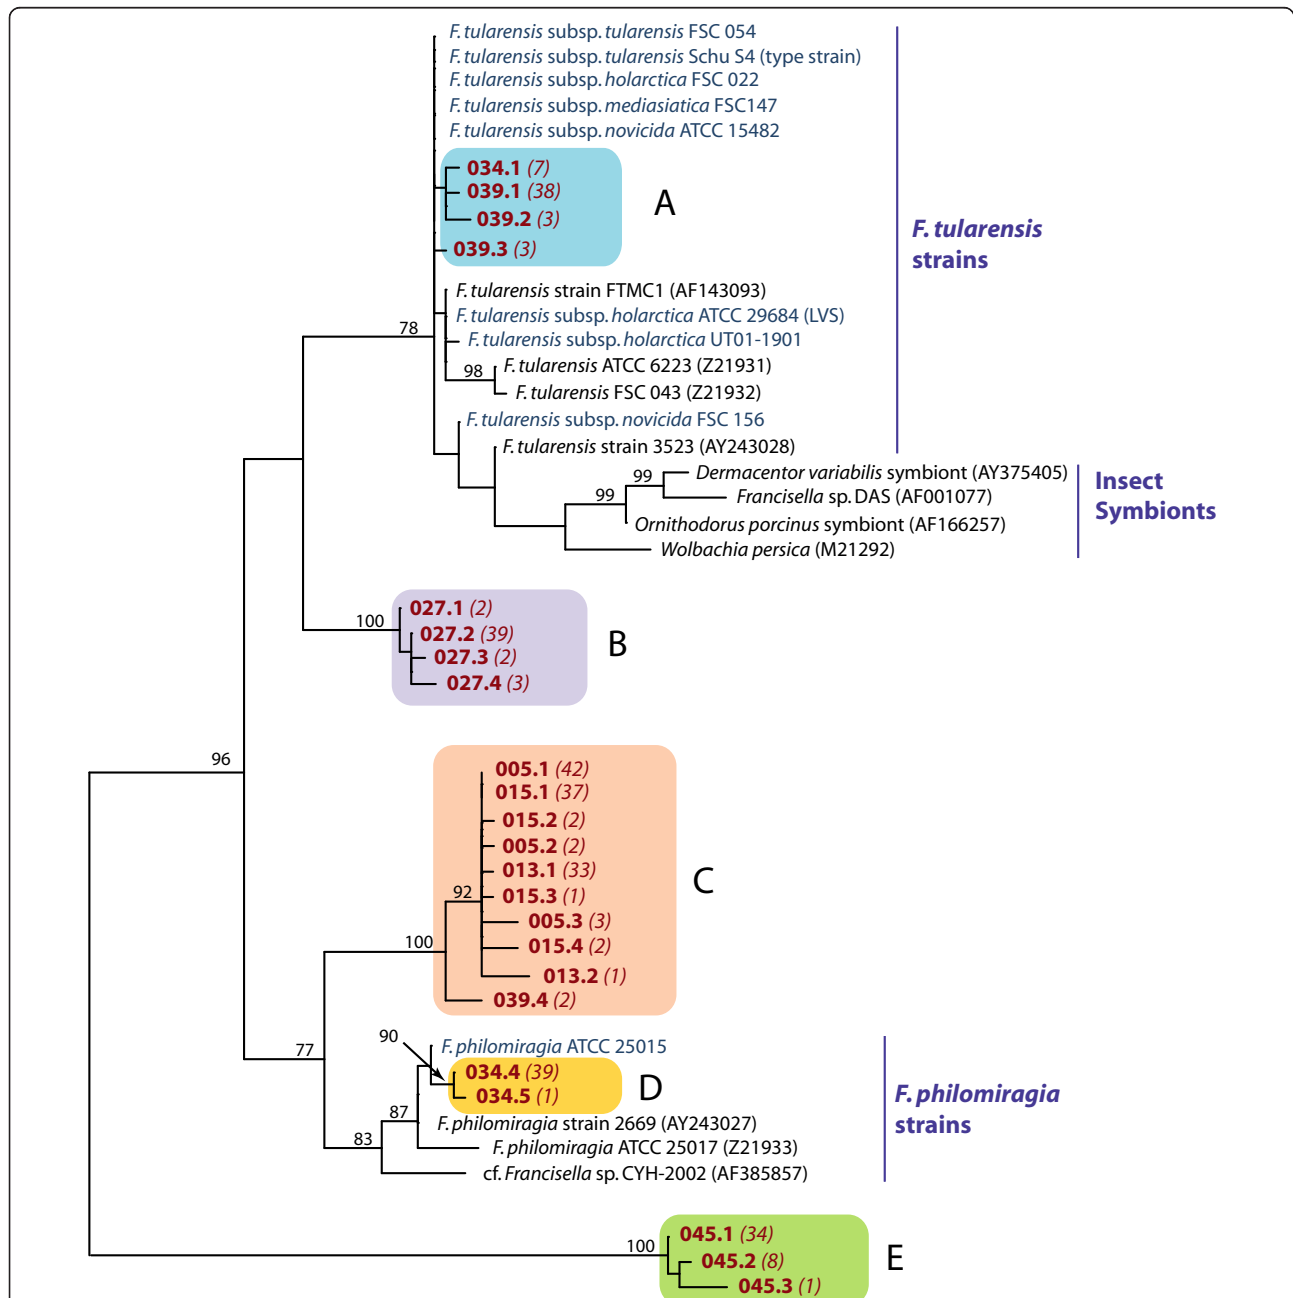 F. tularensis subsp. tularensis FSC 054
F. tularensis subsp. tularensis Schu S4 (type strain)
F. tularensis subsp. holarctica FSC 022
F. tularensis subsp. mediasiatica FSC147
F. tularensis subsp. novicida ATCC 15482
034.1 (7)
039.1 (38)
039.2 (3)
039.3 (3)
A
F. tularensis
strains
F. tularensis strain FTMC1 (AF143093)
F. tularensis subsp. holarctica ATCC 29684 (LVS)
78
F. tularensis subsp. holarctica UT01-1901
F. tularensis ATCC 6223 (Z21931)
98
F. tularensis FSC 043 (Z21932)
F. tularensis subsp. novicida FSC 156
F. tularensis strain 3523 (AY243028)
99
Dermacentor variabilis symbiont (AY375405)
99
Francisella sp. DAS (AF001077)
Ornithodorus porcinus symbiont (AF166257)
Wolbachia persica (M21292)
Insect
Symbionts
100
027.1 (2)
027.2 (39)
027.3 (2)
027.4 (3)
B
96
005.1 (42)
015.1 (37)
015.2 (2)
005.2 (2)
013.1 (33)
92
015.3 (1)
005.3 (3)
100
015.4 (2)
013.2 (1)
039.4 (2)
C
77
90
F. philomiragia ATCC 25015
034.4 (39)
034.5 (1)
D
87
F. philomiragia strain 2669 (AY243027)
83
F. philomiragia ATCC 25017 (Z21933)
cf. Francisella sp. CYH-2002 (AF385857)
F. philomiragia
strains
100
045.1 (34)
045.2 (8)
045.3 (1)
E